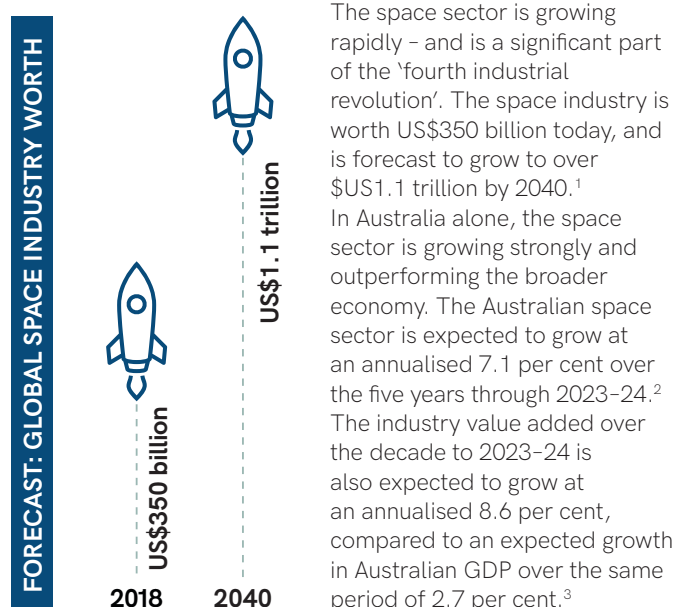 FORECAST: GLOBAL SPACE INDUSTRY WORTH
US$350 billion
2018
US$1.1 trillion
2040
The space sector is growing
rapidly – and is a significant part
of the ‘fourth industrial
revolution’. The space industry is
worth US$350 billion today, and
is forecast to grow to over
$US1.1 trillion by 2040.¹
In Australia alone, the space
sector is growing strongly and
outperforming the broader
economy. The Australian space
sector is expected to grow at
an annualised 7.1 per cent over
the five years through 2023–24.²
The industry value added over
the decade to 2023–24 is
also expected to grow at
an annualised 8.6 per cent,
compared to an expected growth
in Australian GDP over the same
period of 2.7 per cent.³